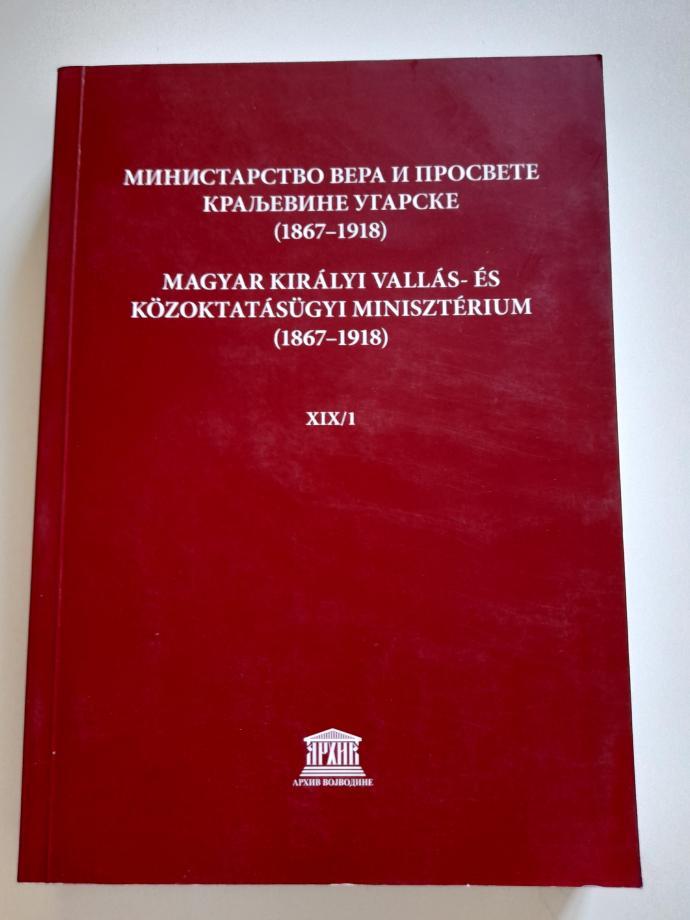 МИНИСТАРСТВО ВЕРА И ПРОСВЕТЕ
КРАЉЕВИНЕ УГАРСКЕ
(1867–1918)
MAGYAR KIRÁLYI VALLÁS- ÉS
KÖZOKTATÁSÜGYI MINISZTÉRIUM
(1867–1918)
XIX/1
АРХИВ
АРХИВ ВОЈВОДИНЕ